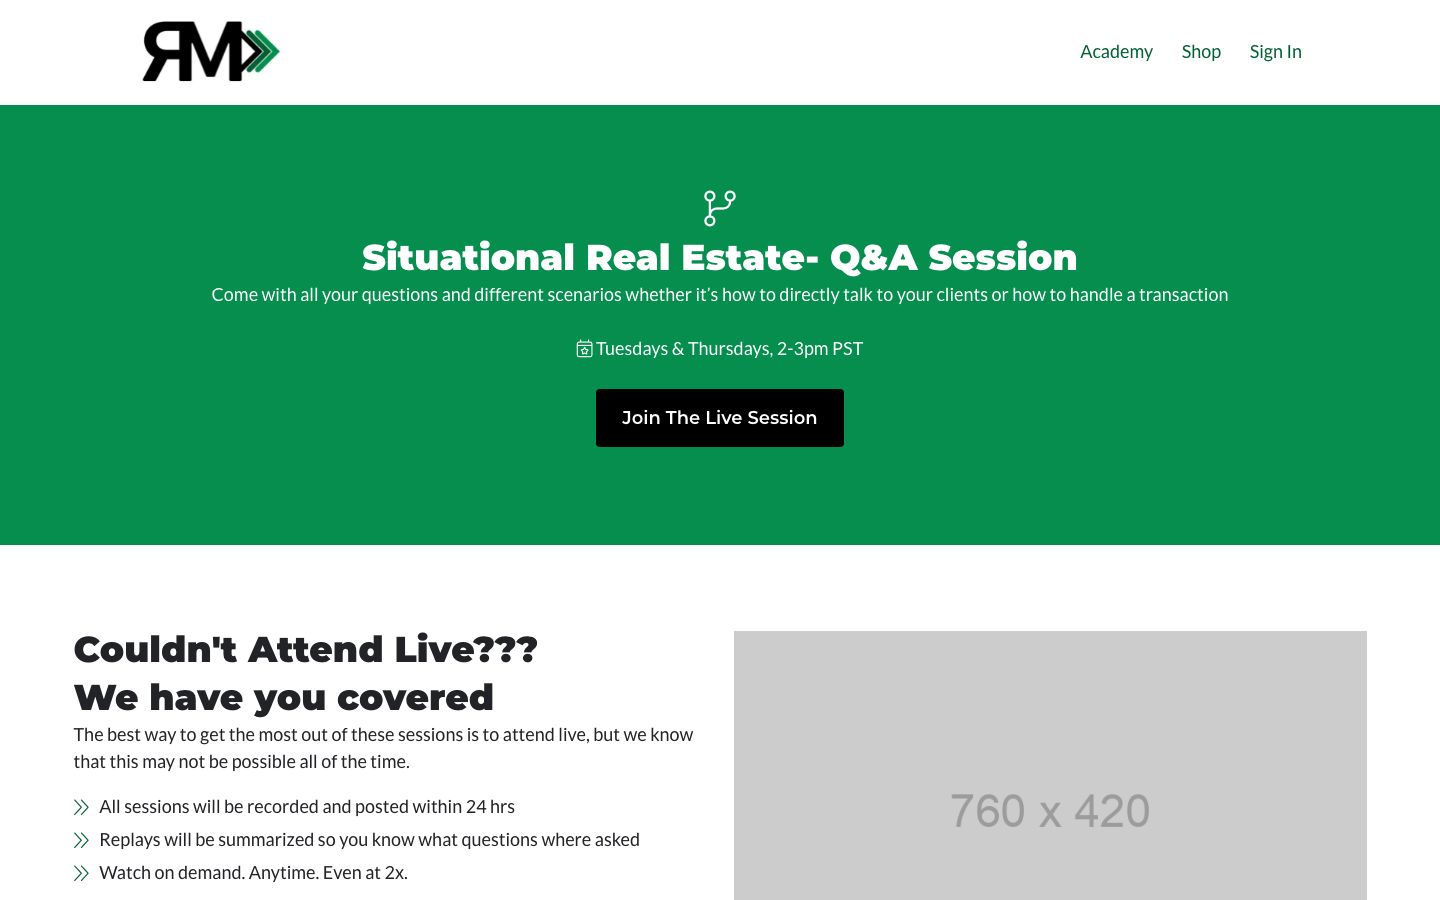 RM
Academy
Shop
Sign In
Situational Real Estate- Q&A Session
Come with all your questions and different scenarios whether it’s how to directly talk to your clients or how to handle a transaction
Tuesdays & Thursdays, 2-3pm PST
Join The Live Session
Couldn't Attend Live???
We have you covered
The best way to get the most out of these sessions is to attend live, but we know
that this may not be possible all of the time.
All sessions will be recorded and posted within 24 hrs
Replays will be summarized so you know what questions where asked
Watch on demand. Anytime. Even at 2x.
760 x 420